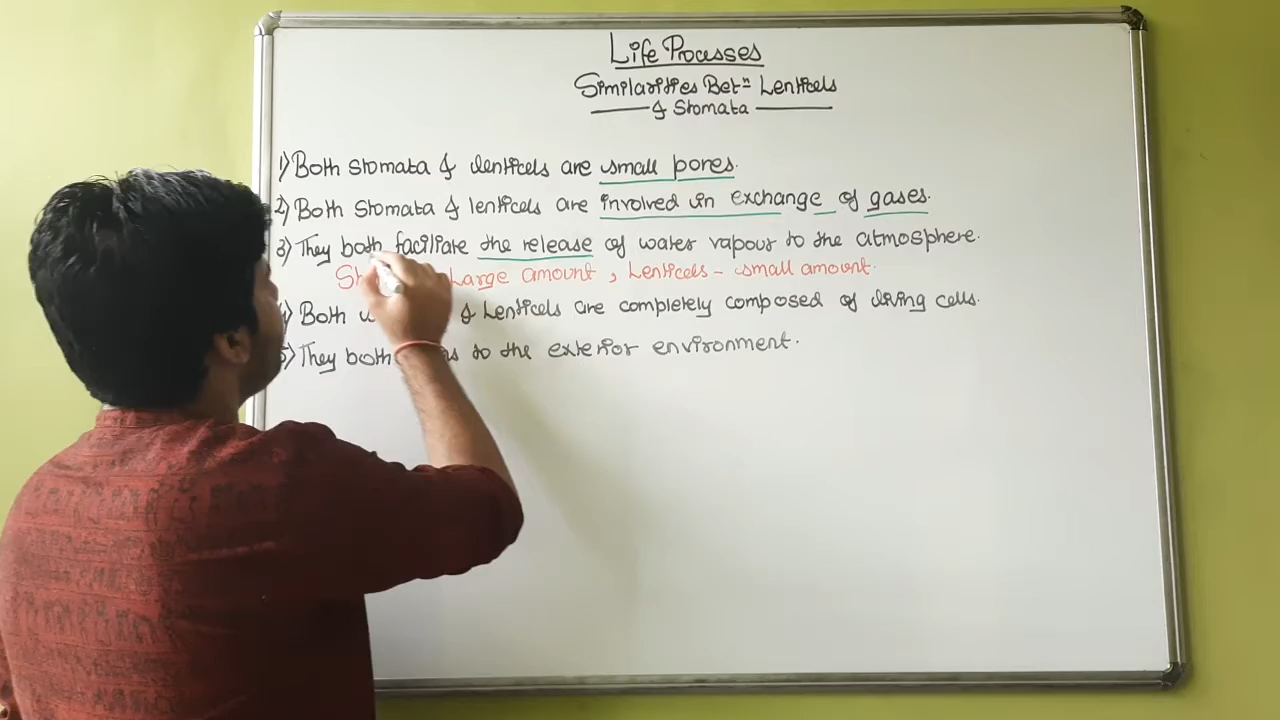 Life Processes
Similarities Betⁿ Lenticels
& Stomata
1) Both stomata & lenticels are small pores.
2) Both Stomata & lenticels are involved in exchange of gases.
3) They both faciliate the release of water vapour to the atmosphere.
Large amount, Lenticels - small amount.
Both & Lenticels are completely composed of living cells.
5) They both to the exterior environment.